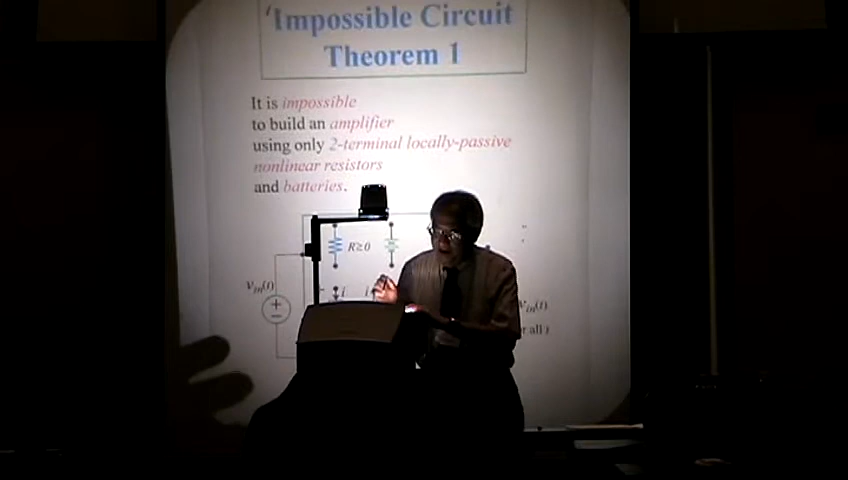 Impossible Circuit
Theorem 1
It is impossible
to build an amplifier
using only 2-terminal locally-passive
nonlinear resistors
and batteries.
R≥0
v_in(t)
i
i
v_in(t)
all t